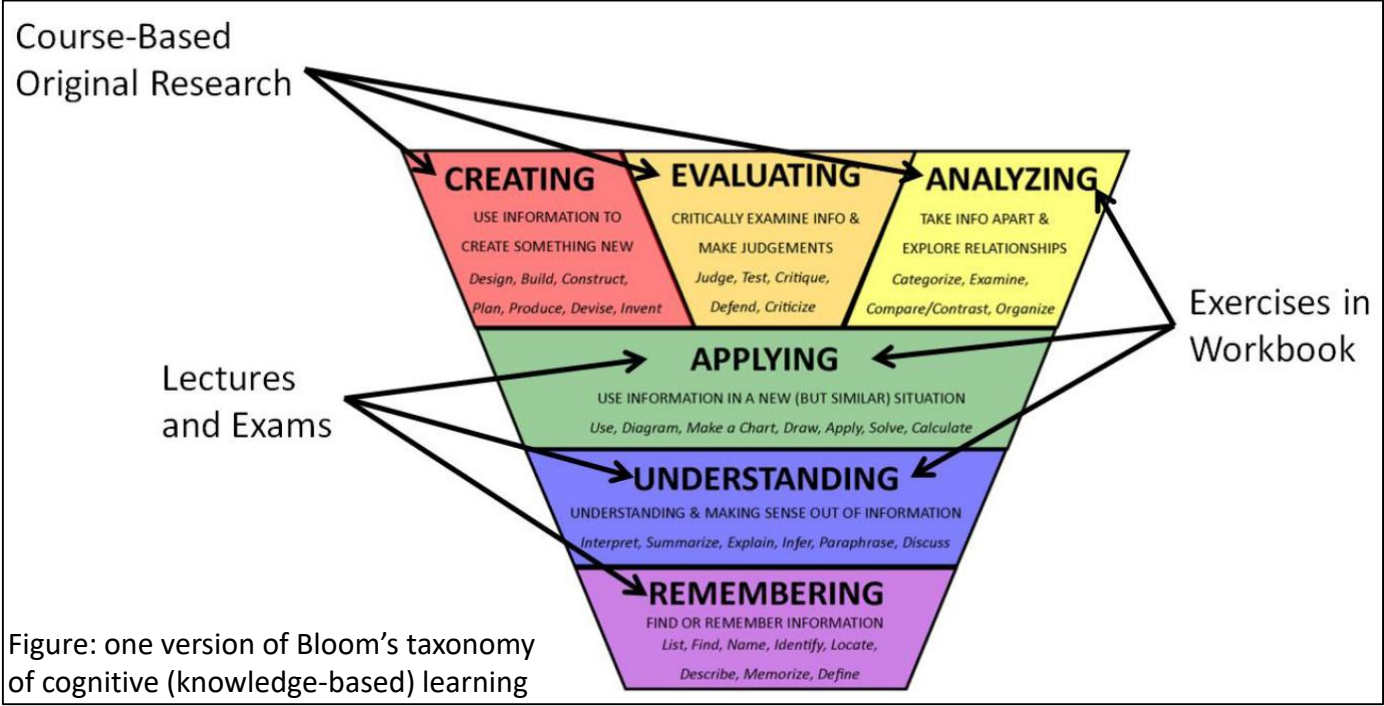 Course-Based
Original Research
CREATING
USE INFORMATION TO
CREATE SOMETHING NEW
Design, Build, Construct,
Plan, Produce, Devise, Invent
EVALUATING
CRITICALLY EXAMINE INFO &
MAKE JUDGEMENTS
Judge, Test, Critique,
Defend, Criticize
ANALYZING
TAKE INFO APART &
EXPLORE RELATIONSHIPS
Categorize, Examine,
Compare/Contrast, Organize
Exercises in
Workbook
Lectures
and Exams
APPLYING
USE INFORMATION IN A NEW (BUT SIMILAR) SITUATION
Use, Diagram, Make a Chart, Draw, Apply, Solve, Calculate
UNDERSTANDING
UNDERSTANDING & MAKING SENSE OUT OF INFORMATION
Interpret, Summarize, Explain, Infer, Paraphrase, Discuss
REMEMBERING
FIND OR REMEMBER INFORMATION
List, Find, Name, Identify, Locate,
Describe, Memorize, Define
Figure: one version of Bloom’s taxonomy
of cognitive (knowledge-based) learning